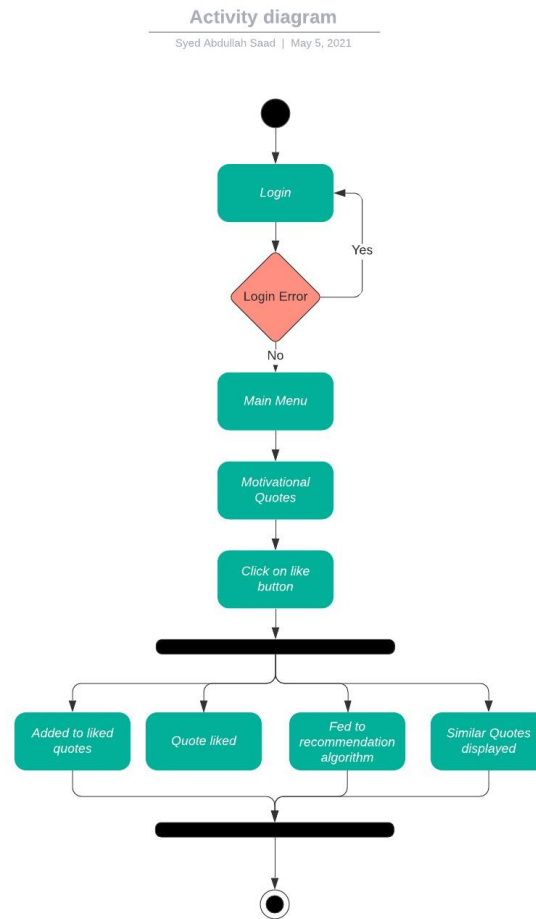 Activity diagram
Syed Abdullah Saad | May 5, 2021
Login
Yes
Login Error
No
Main Menu
Motivational
Quotes
Click on like
button
Added to liked
quotes
Quote liked
Fed to
recommendation
algorithm
Similar Quotes
displayed